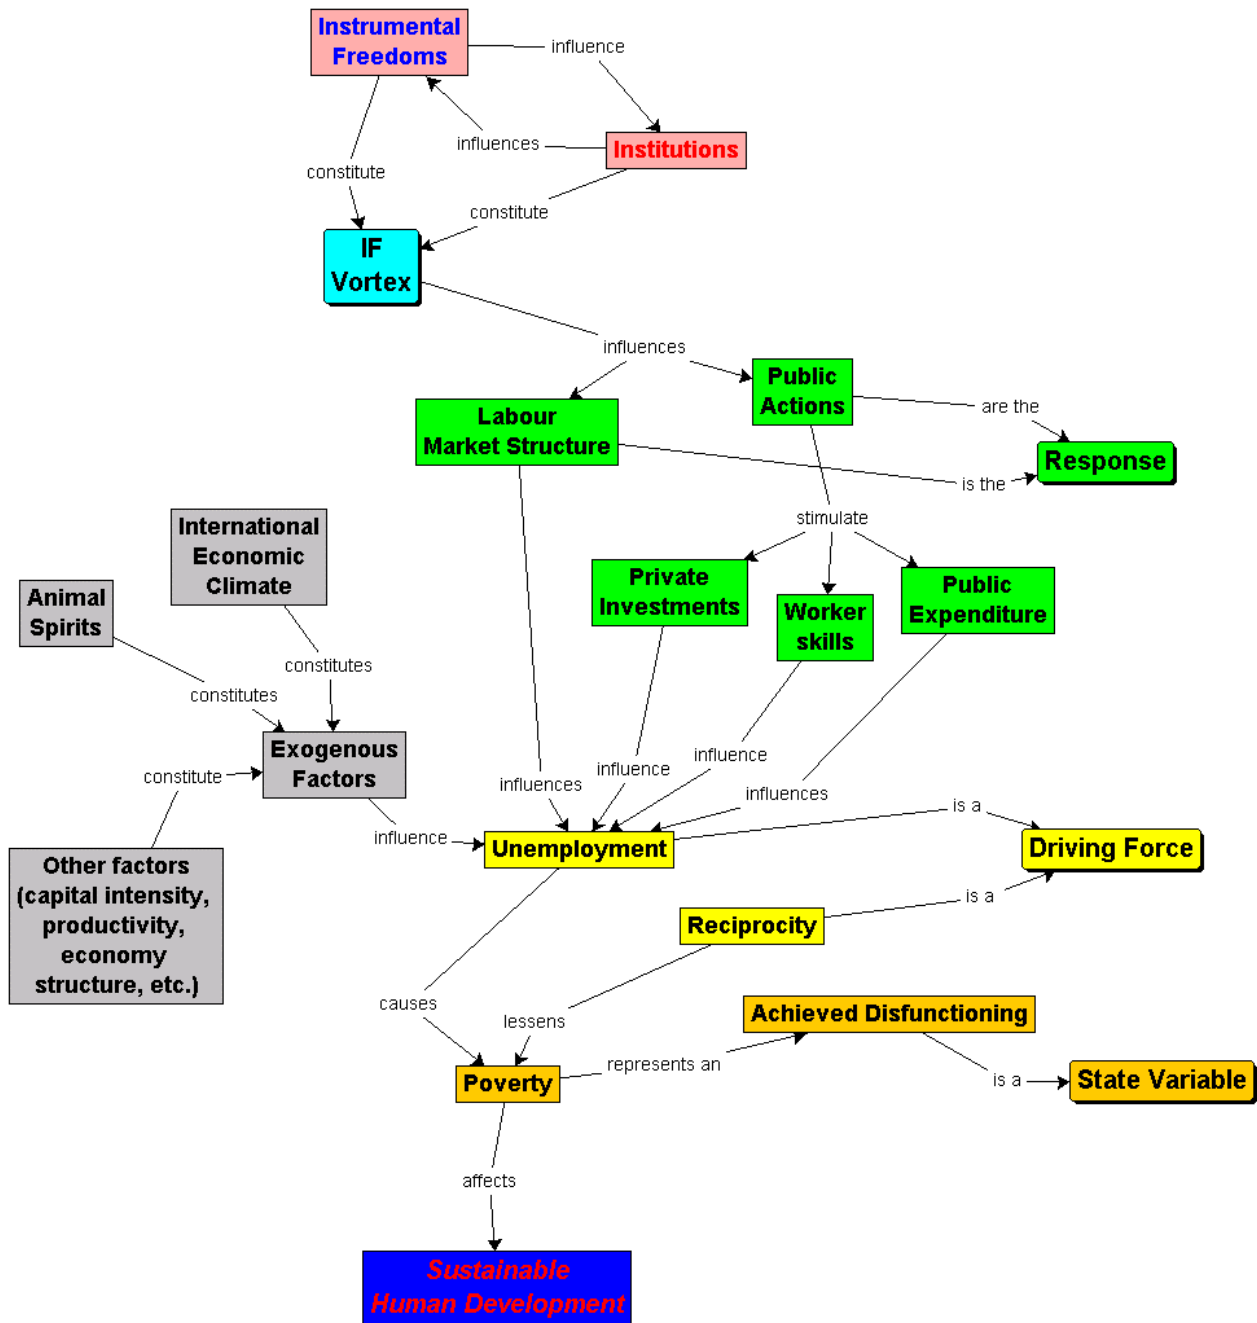 Instrumental
Freedoms
influence
influences
Institutions
constitute
constitute
IF
Vortex
influences
Public
Actions
are the
Labour
Market Structure
Response
is the
International
Economic
Climate
stimulate
Private
Investments
Public
Expenditure
Animal
Spirits
Worker
skills
constitutes
constitutes
Exogenous
Factors
constitute
influence
influence
influences
influences
influence
is a
Unemployment
Driving Force
Other factors
(capital intensity,
productivity,
economy
structure, etc.)
is a
Reciprocity
causes
lessens
Achieved Disfunctioning
represents an
Poverty
is a
State Variable
affects
Sustainable
Human Development